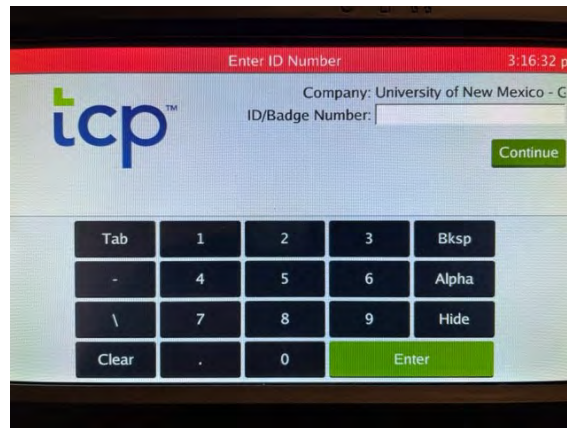 Enter ID Number 3:16:32 p
tcp™
Company: University of New Mexico - G
ID/Badge Number:
Continue
Tab 1 2 3 Bksp
- 4 5 6 Alpha
\ 7 8 9 Hide
Clear . 0 Enter